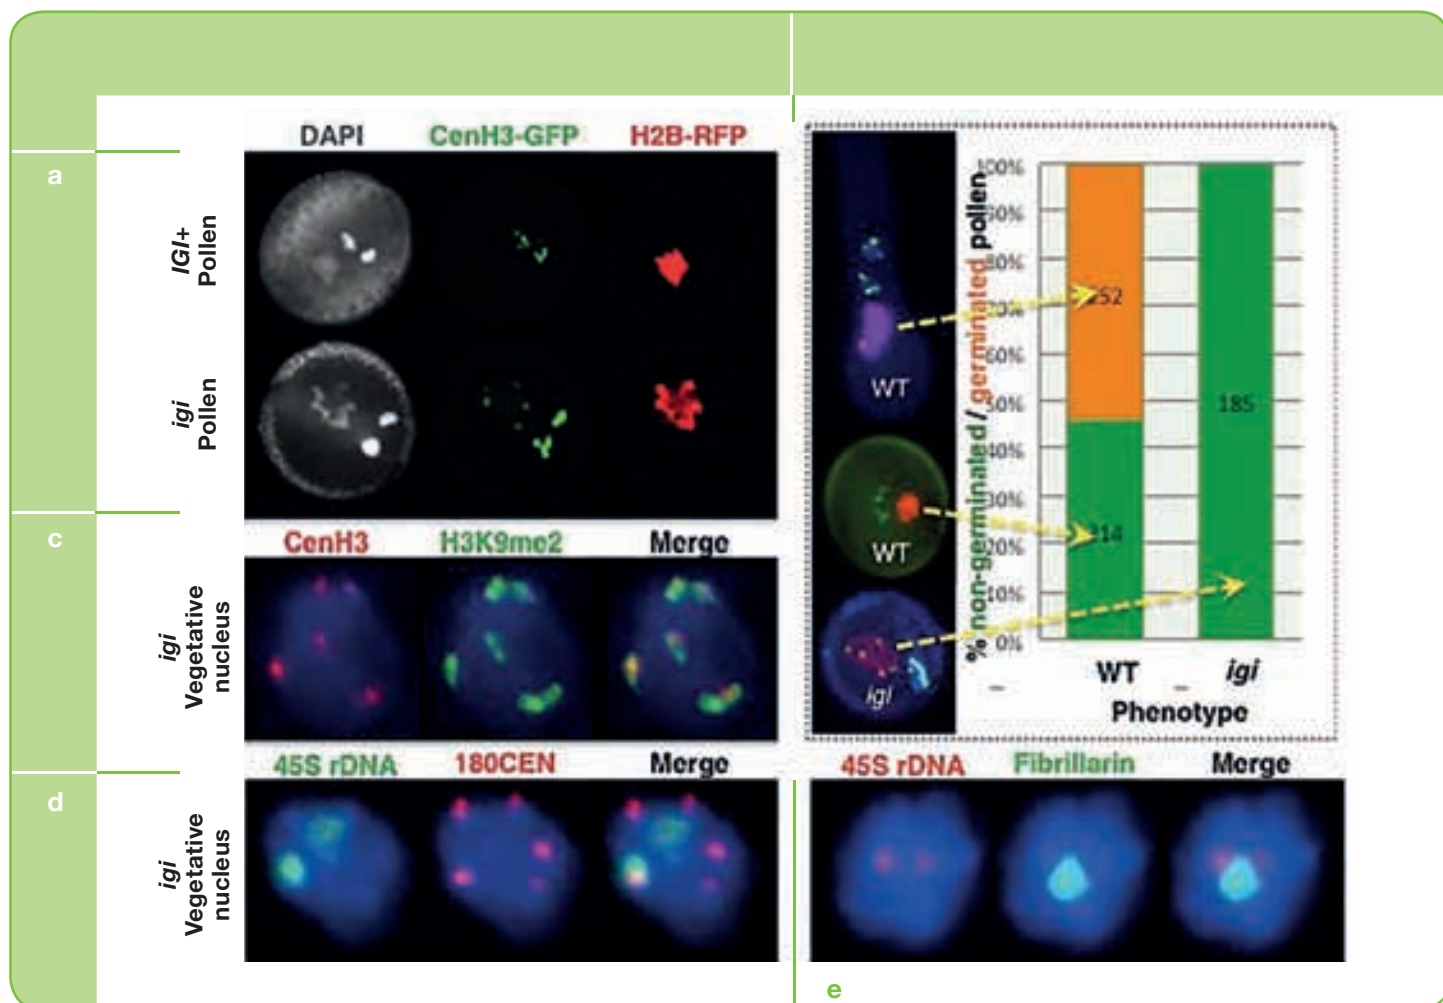 a
DAPI CenH3-GFP H2B-RFP
IGI+
Pollen
igi
Pollen
WT
WT
igi
% non-germinated / germinated pollen
100%
90%
80%
70%
60%
50%
40%
30%
20%
10%
0%
252
214
185
WT igi
Phenotype
c
CenH3 H3K9me2 Merge
igi
Vegetative
nucleus
d
45S rDNA 180CEN Merge
igi
Vegetative
nucleus
45S rDNA Fibrillarin Merge
e